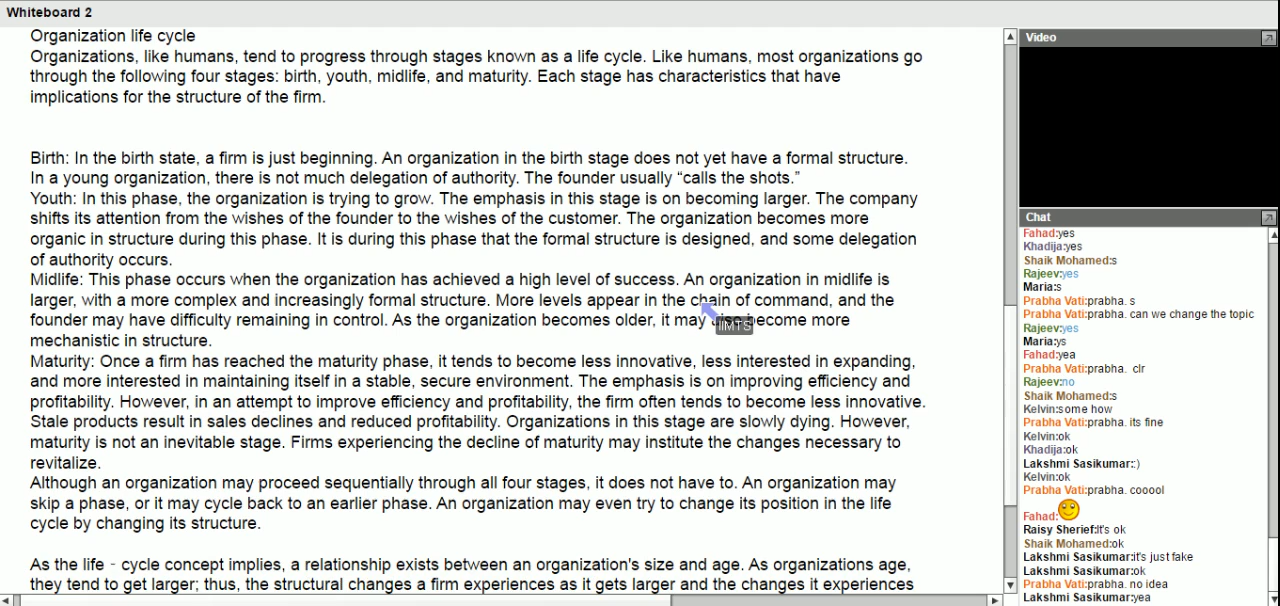 Whiteboard 2
Organization life cycle
Organizations, like humans, tend to progress through stages known as a life cycle. Like humans, most organizations go
through the following four stages: birth, youth, midlife, and maturity. Each stage has characteristics that have
implications for the structure of the firm.
Birth: In the birth state, a firm is just beginning. An organization in the birth stage does not yet have a formal structure.
In a young organization, there is not much delegation of authority. The founder usually “calls the shots.”
Youth: In this phase, the organization is trying to grow. The emphasis in this stage is on becoming larger. The company
shifts its attention from the wishes of the founder to the wishes of the customer. The organization becomes more
organic in structure during this phase. It is during this phase that the formal structure is designed, and some delegation
of authority occurs.
Midlife: This phase occurs when the organization has achieved a high level of success. An organization in midlife is
larger, with a more complex and increasingly formal structure. More levels appear in the chain of command, and the
founder may have difficulty remaining in control. As the organization becomes older, it may also become more
mechanistic in structure.
IIMTS
Maturity: Once a firm has reached the maturity phase, it tends to become less innovative, less interested in expanding,
and more interested in maintaining itself in a stable, secure environment. The emphasis is on improving efficiency and
profitability. However, in an attempt to improve efficiency and profitability, the firm often tends to become less innovative.
Stale products result in sales declines and reduced profitability. Organizations in this stage are slowly dying. However,
maturity is not an inevitable stage. Firms experiencing the decline of maturity may institute the changes necessary to
revitalize.
Although an organization may proceed sequentially through all four stages, it does not have to. An organization may
skip a phase, or it may cycle back to an earlier phase. An organization may even try to change its position in the life
cycle by changing its structure.
As the life - cycle concept implies, a relationship exists between an organization's size and age. As organizations age,
they tend to get larger; thus, the structural changes a firm experiences as it gets larger and the changes it experiences
Video
Chat
Fahad:yes
Khadija:yes
Shaik Mohamed:s
Rajeev:yes
Maria:s
Prabha Vati:prabha. s
Prabha Vati:prabha. can we change the topic
Rajeev:yes
Maria:ys
Fahad:yea
Prabha Vati:prabha. clr
Rajeev:no
Shaik Mohamed:s
Kelvin:some how
Prabha Vati:prabha. its fine
Kelvin:ok
Khadija:ok
Lakshmi Sasikumar::)
Kelvin:ok
Prabha Vati:prabha. cooool
Fahad:
Raisy Sherief:It's ok
Shaik Mohamed:ok
Lakshmi Sasikumar:it's just fake
Lakshmi Sasikumar:ok
Prabha Vati:prabha. no idea
Lakshmi Sasikumar:yea